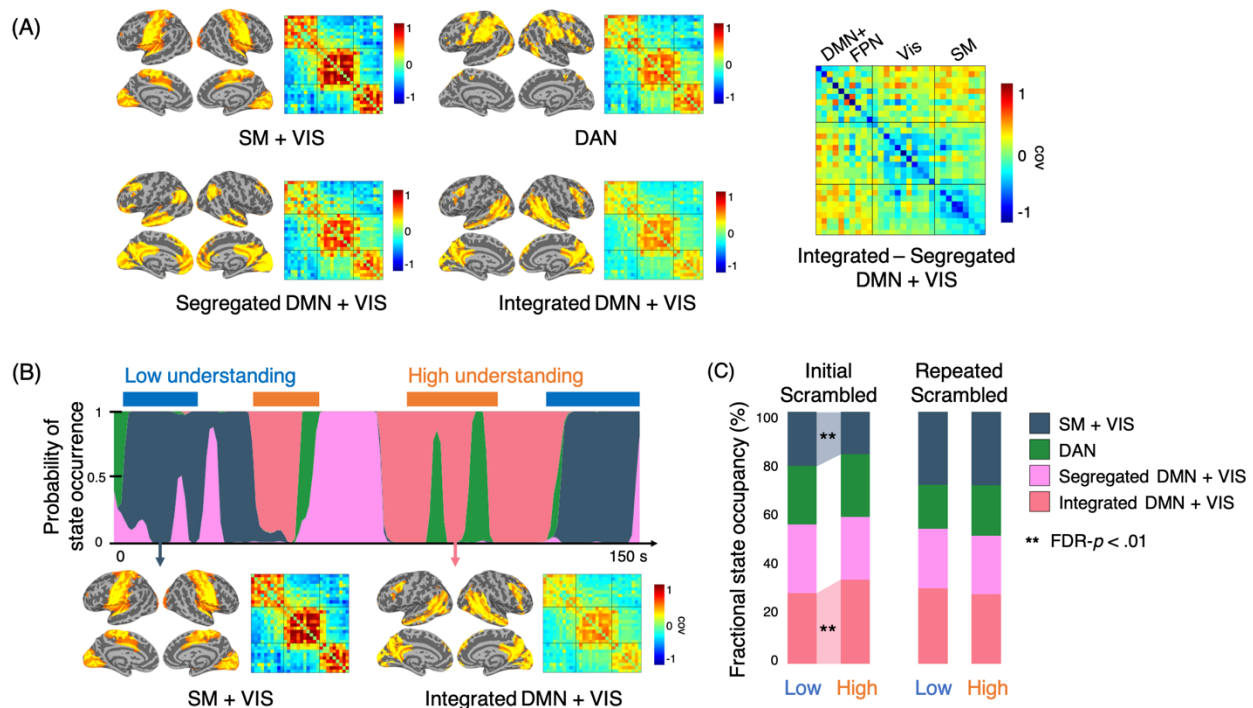 (A)
1
0
-1
SM + VIS
1
0
-1
DAN
1
0
-1
Segregated DMN + VIS
1
0
-1
Integrated DMN + VIS
DMN+
FPN
Vis
SM
1
0
-1
cov
Integrated – Segregated
DMN + VIS
(B)
Low understanding
High understanding
Probability of
state occurrence
1
0.5
0
0
150 s
SM + VIS
1
0
-1
Integrated DMN + VIS
1
0
-1
cov
(C)
Initial
Scrambled
Repeated
Scrambled
Fractional state occupancy (%)
100
80
60
40
20
0
**
**
Low
High
Low
High
SM + VIS
DAN
Segregated DMN + VIS
Integrated DMN + VIS
** FDR-p < .01